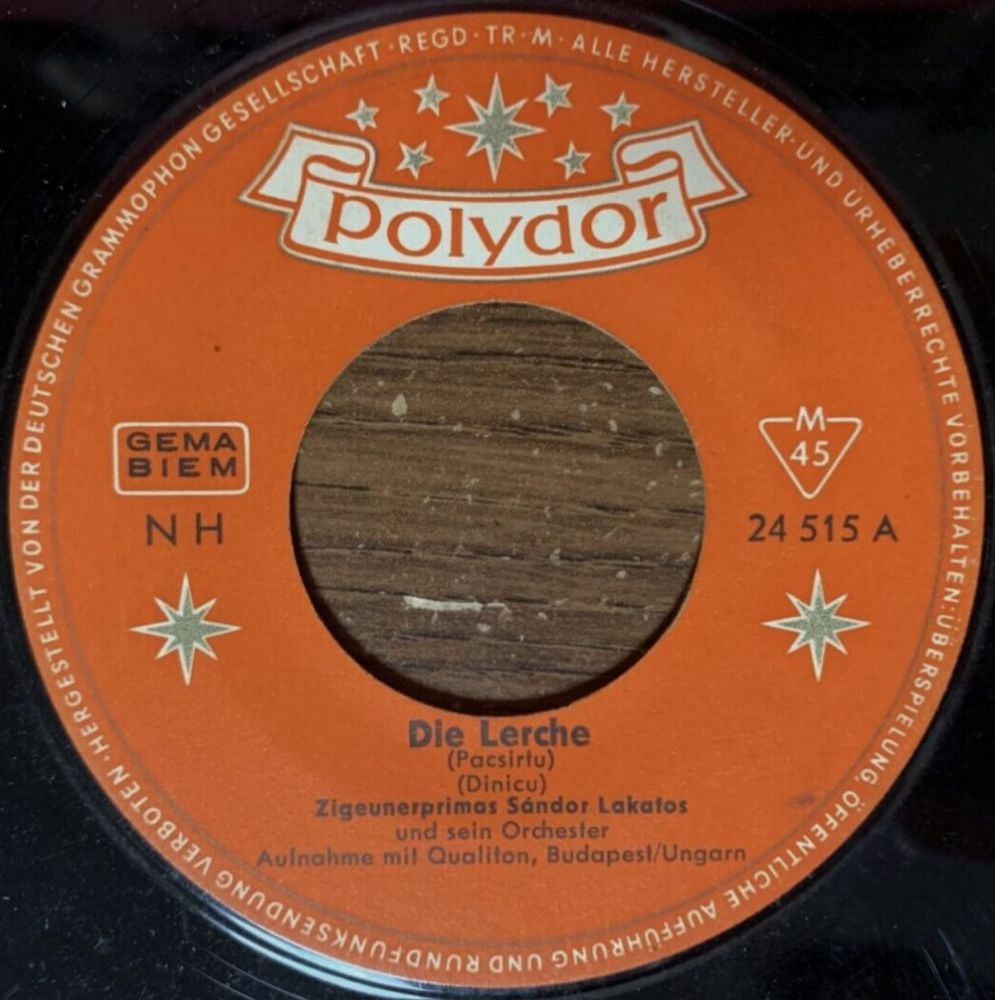 HERGESTELLT VON DER DEUTSCHEN GRAMMOPHON GESELLSCHAFT · REGD · TR · M · ALLE HERSTELLER- UND URHEBERRECHTE VORBEHALTEN: ÜBERSPIELUNG, ÖFFENTLICHE AUFFÜHRUNG UND RUNDFUNKSENDUNG VERBOTEN ·
polydor
GEMA
BIEM
NH
M
45
24 515 A
Die Lerche
(Pacsirtu)
(Dinicu)
Zigeunerprimas Sándor Lakatos
und sein Orchester
Aufnahme mit Qualiton, Budapest/Ungarn